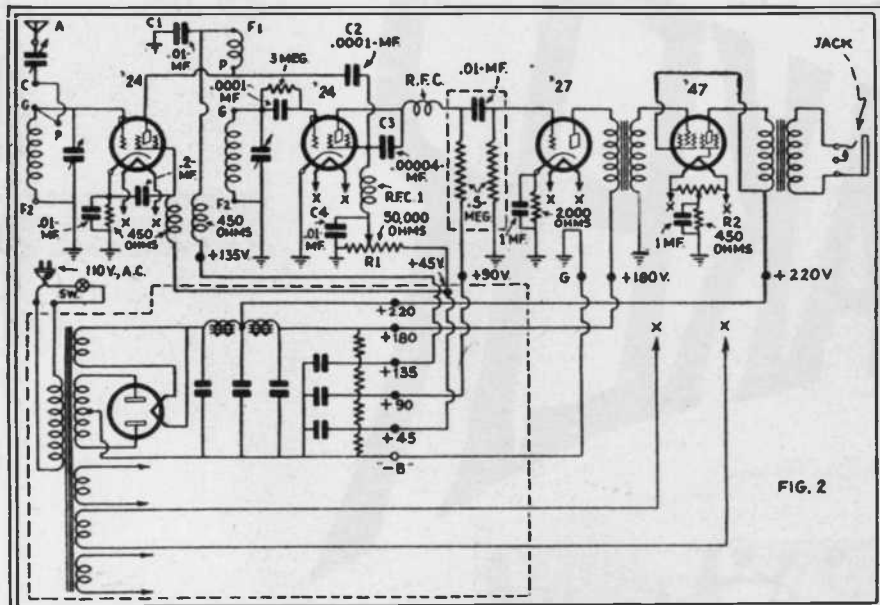 A
C1
.01-
MF.
F1
P
C2
.0001-
MF.
3 MEG.
JACK
'24
.0001-
MF
'24
R.F.C.
.01-MF.
'27
'47
C
G
P
G
C3
.00004-
MF.
.2-
MF.
F2
F2
R.F.C. 1
.5-
MEG.
.01-
MF.
X
X
450
OHMS
450
OHMS
X
X
C4
.01
MF.
50,000
OHMS
R1
1 MF.
2000
OHMS
X
X
X
X
1 MF.
R2
450
OHMS
+135V.
+45V.
+90V.
G
+180V.
+220V
110V., A.C.
SW.
+220
+180
+135
+90
+45
"-B"
X
X
FIG. 2